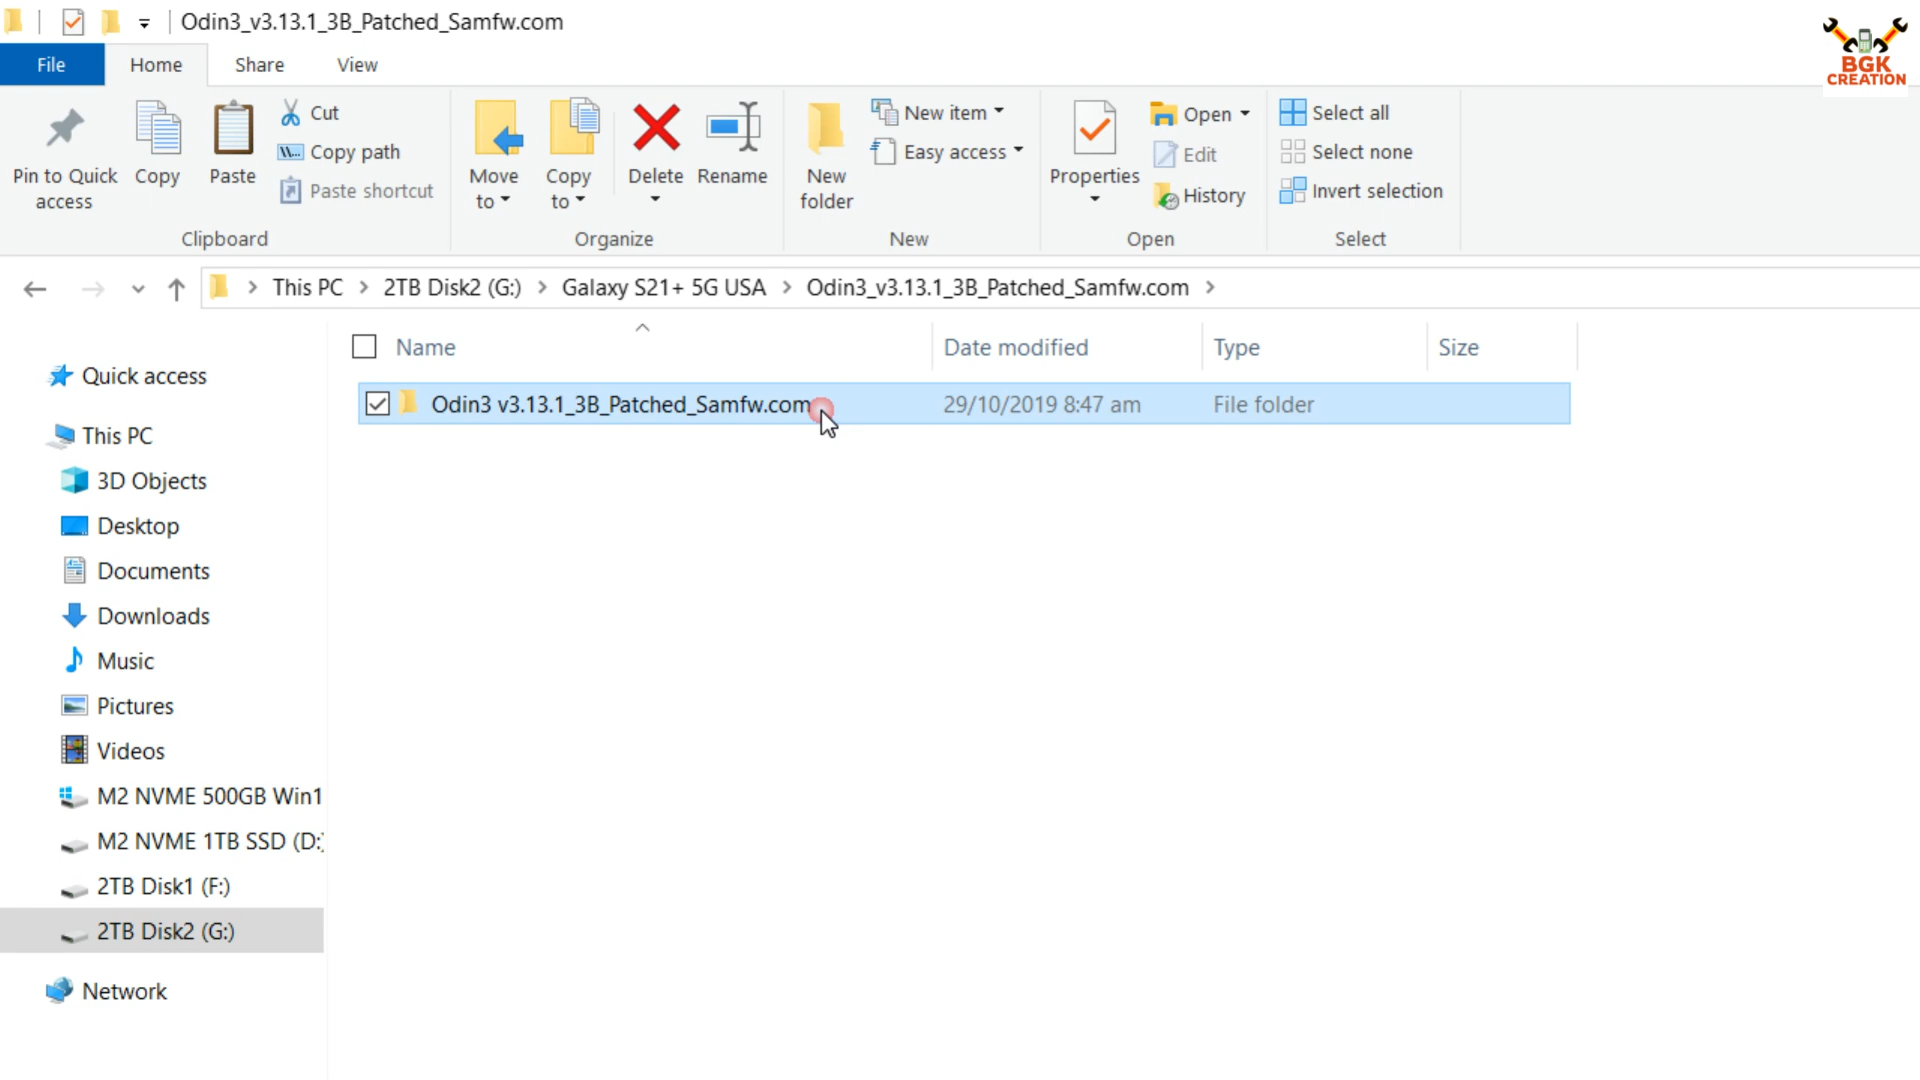 Odin3_v3.13.1_3B_Patched_Samfw.com
File Home Share View
BGK
CREATION
Pin to Quick access
Copy
Paste
Cut
Copy path
Paste shortcut
Clipboard
Move to
Copy to
Delete
Rename
Organize
New folder
New item
Easy access
New
Properties
Open
Edit
History
Open
Select all
Select none
Invert selection
Select
This PC 2TB Disk2 (G:) Galaxy S21+ 5G USA Odin3_v3.13.1_3B_Patched_Samfw.com
Name Date modified Type Size
Odin3 v3.13.1_3B_Patched_Samfw.com 29/10/2019 8:47 am File folder
Quick access
This PC
3D Objects
Desktop
Documents
Downloads
Music
Pictures
Videos
M2 NVME 500GB Win1
M2 NVME 1TB SSD (D:)
2TB Disk1 (F:)
2TB Disk2 (G:)
Network